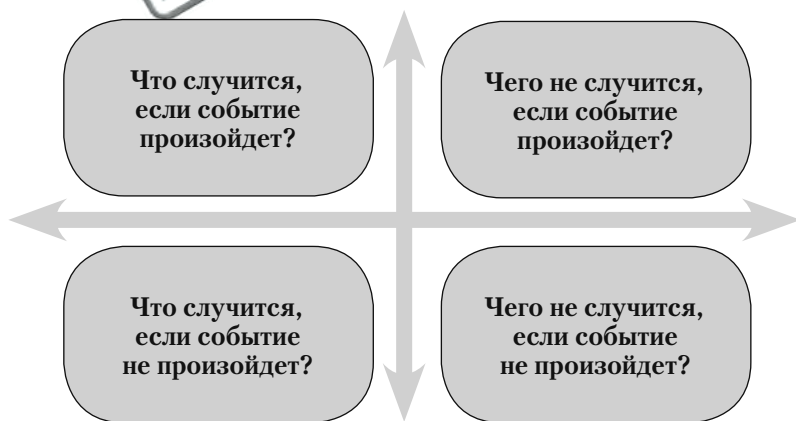 Что случится,
если событие
произойдет?
Чего не случится,
если событие
произойдет?
Что случится,
если событие
не произойдет?
Чего не случится,
если событие
не произойдет?